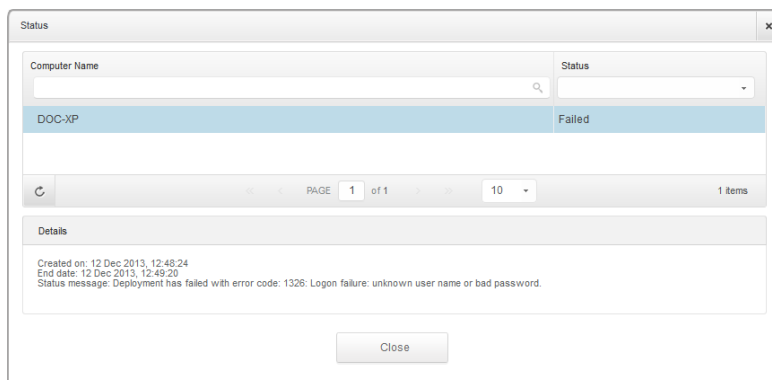 Status
Computer Name Status
DOC-XP Failed
PAGE 1 of 1 10 1 items
Details
Created on: 12 Dec 2013, 12:48:24
End date: 12 Dec 2013, 12:49:20
Status message: Deployment has failed with error code: 1326: Logon failure: unknown user name or bad password.
Close